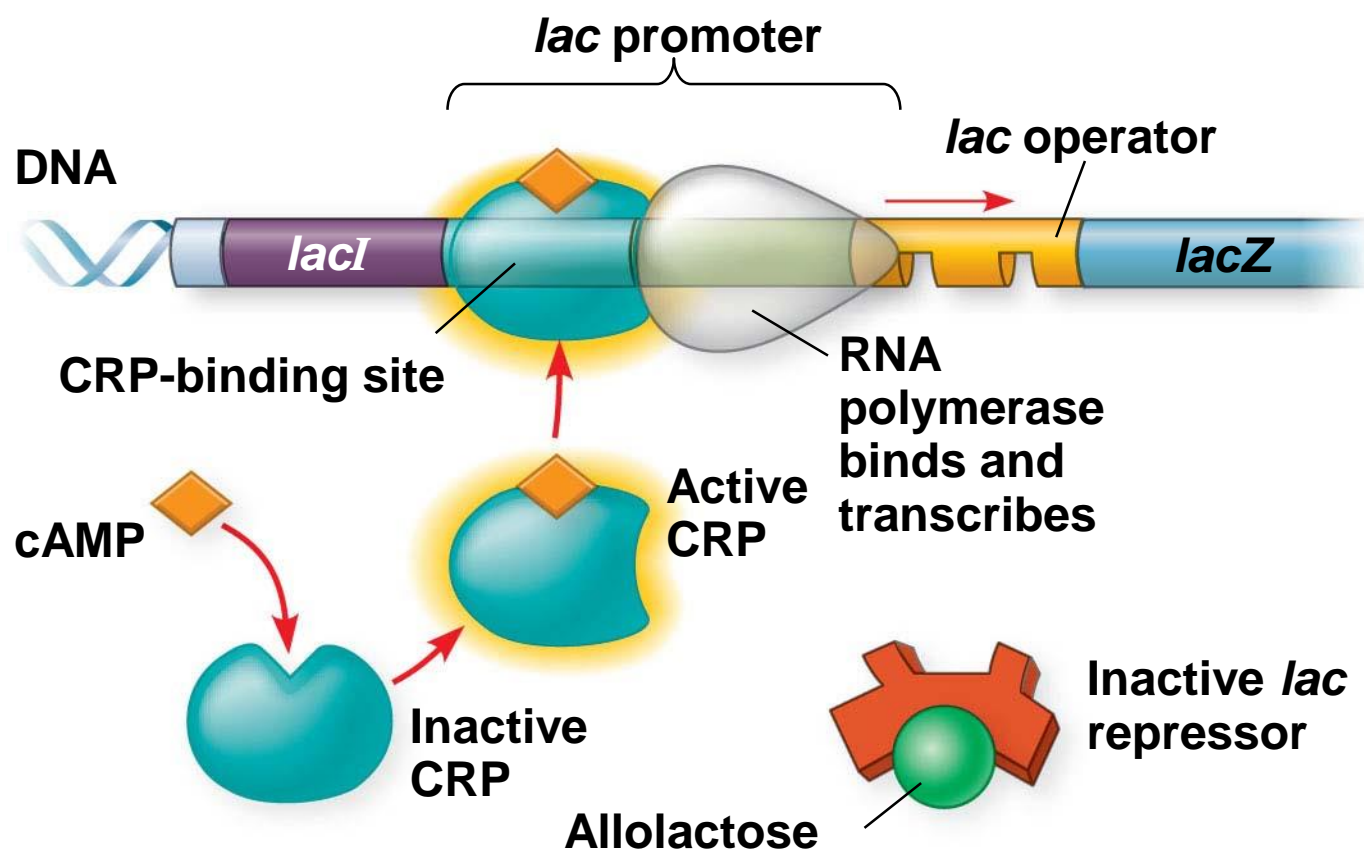 lac promoter
lac operator
DNA
lacI
lacZ
CRP-binding site
RNA
polymerase
binds and
transcribes
Active
CRP
cAMP
Inactive
CRP
Inactive lac
repressor
Allolactose